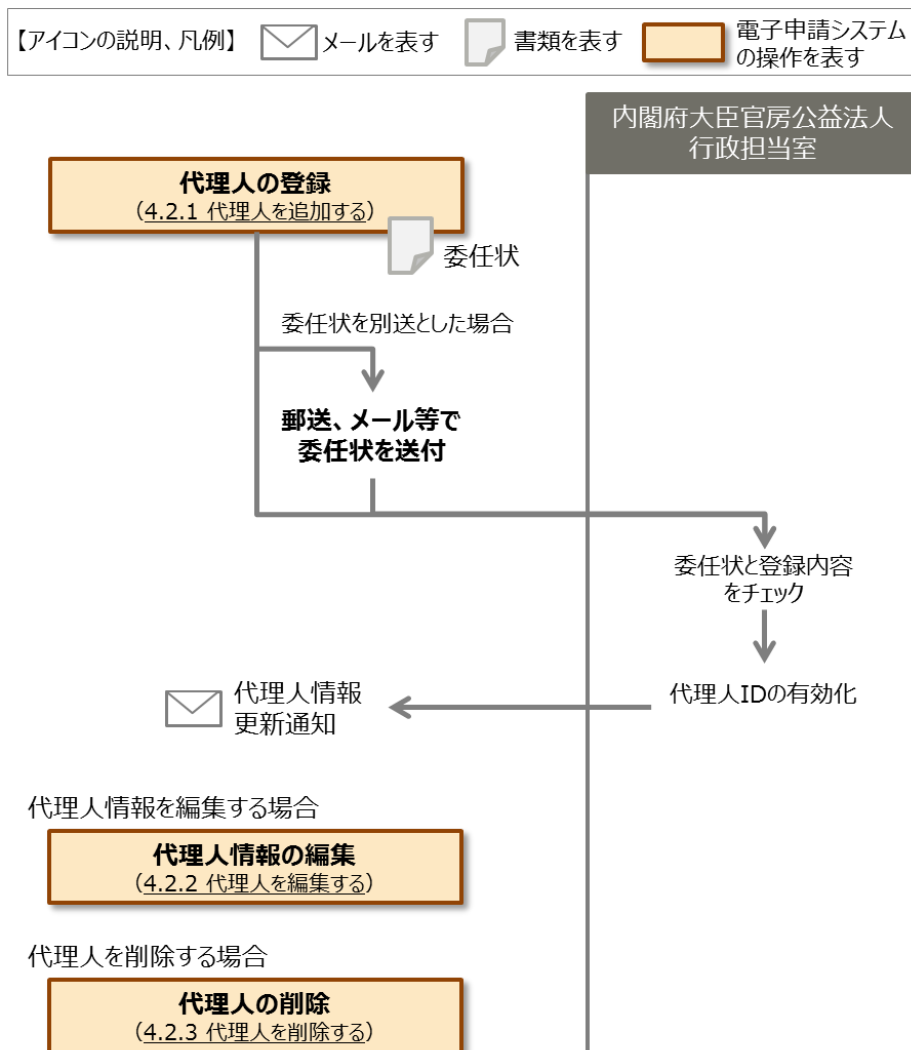 【アイコンの説明、凡例】
メールを表す
書類を表す
電子申請システム
の操作を表す
内閣府大臣官房公益法人
行政担当室
代理人の登録
(4.2.1 代理人を追加する)
委任状
委任状を別送とした場合
郵送、メール等で
委任状を送付
委任状と登録内容
をチェック
代理人IDの有効化
代理人情報
更新通知
代理人情報を編集する場合
代理人情報の編集
(4.2.2 代理人を編集する)
代理人を削除する場合
代理人の削除
(4.2.3 代理人を削除する)